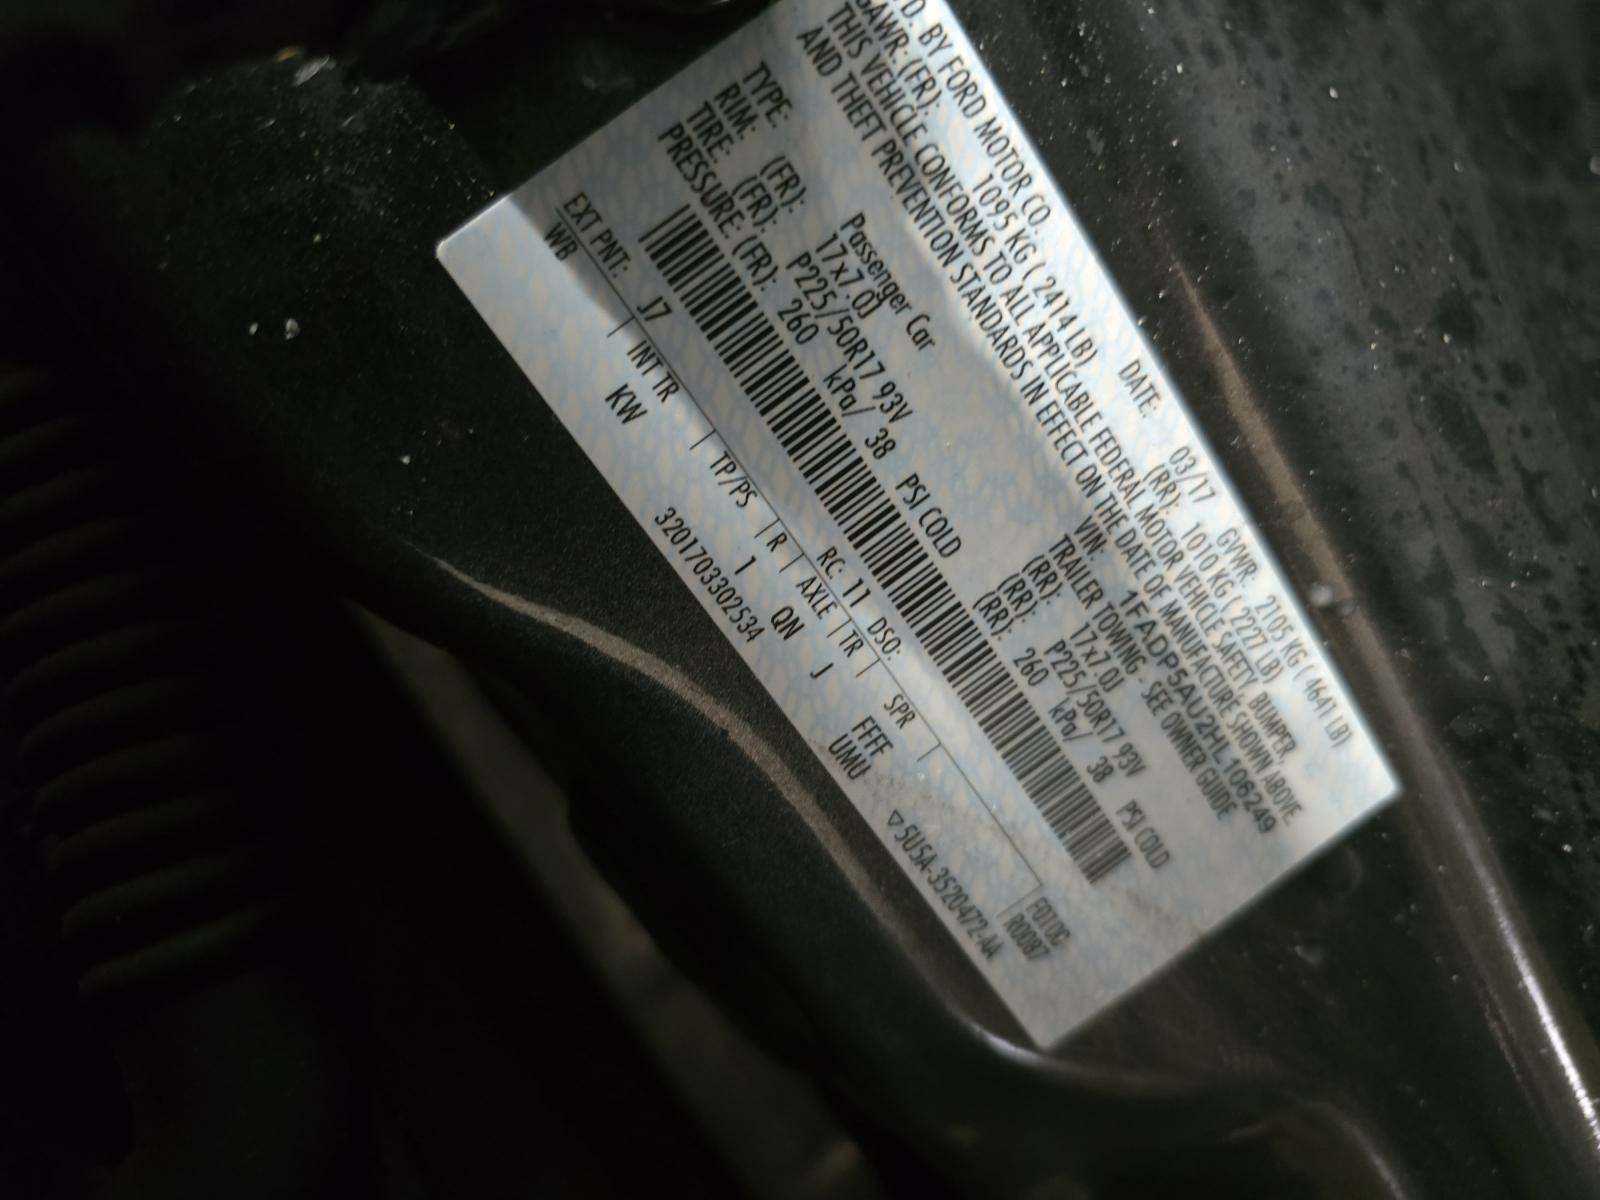 D. BY FORD MOTOR CO. DATE: 03/17 GVWR: 2105 KG ( 4641 LB)
GAWR: (FR): 1095 KG ( 2414 LB) (RR): 1010 KG ( 2227 LB)
THIS VEHICLE CONFORMS TO ALL APPLICABLE FEDERAL MOTOR VEHICLE SAFETY, BUMPER,
AND THEFT PREVENTION STANDARDS IN EFFECT ON THE DATE OF MANUFACTURE SHOWN ABOVE
VIN: 1FADP5AU2HL106249
TYPE: Passenger Car TRAILER TOWING - SEE OWNER GUIDE
RIM: (FR): 17x7.0J (RR): 17x7.0J
TIRE: (FR): P225/50R17 93V (RR): P225/50R17 93V
PRESSURE: (FR): 260 kPa/ 38 PSI COLD (RR): 260 kPa/ 38 PSI COLD
EXT PNT: J7 RC: 11 DSO: F0TDC:
WB | INT TR | TP/PS | R | AXLE | TR | SPR | R0087
KW 1 QN J FFFF
3201703302534 UMU ▽5U5A-3520472-AA